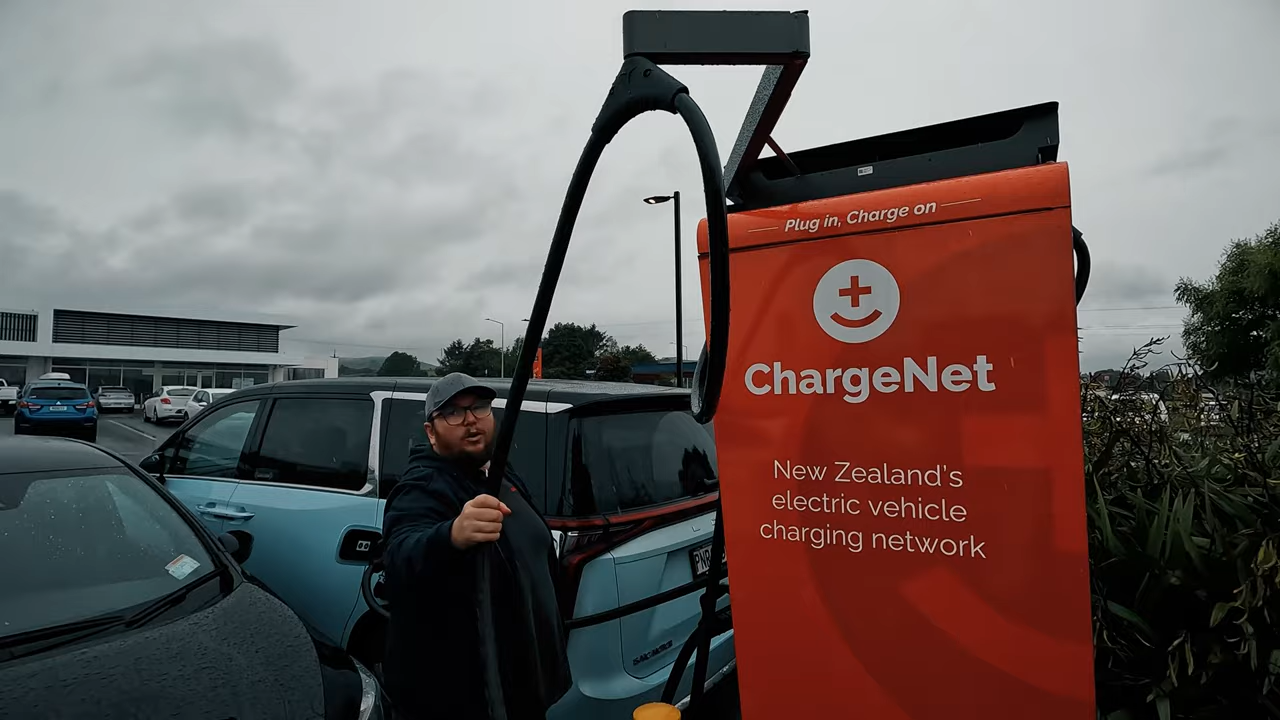 Plug in, Charge on
ChargeNet
New Zealand's
electric vehicle
charging network